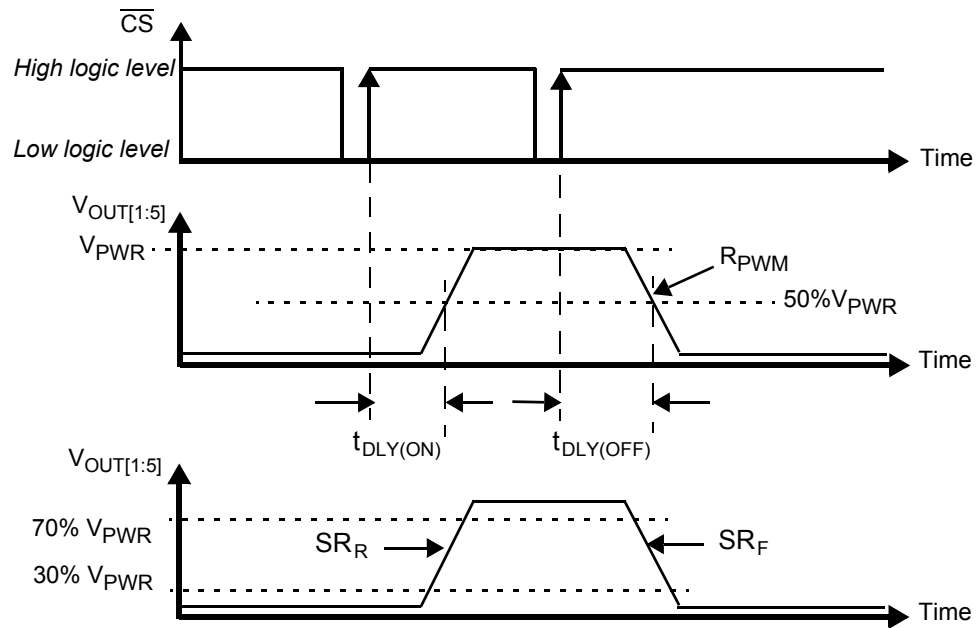 CS
High logic level
Low logic level
Time
VOUT[1:5]
VPWR
RPWM
50%VPWR
Time
tDLY(ON)
tDLY(OFF)
VOUT[1:5]
70% VPWR
SRR
SRF
30% VPWR
Time